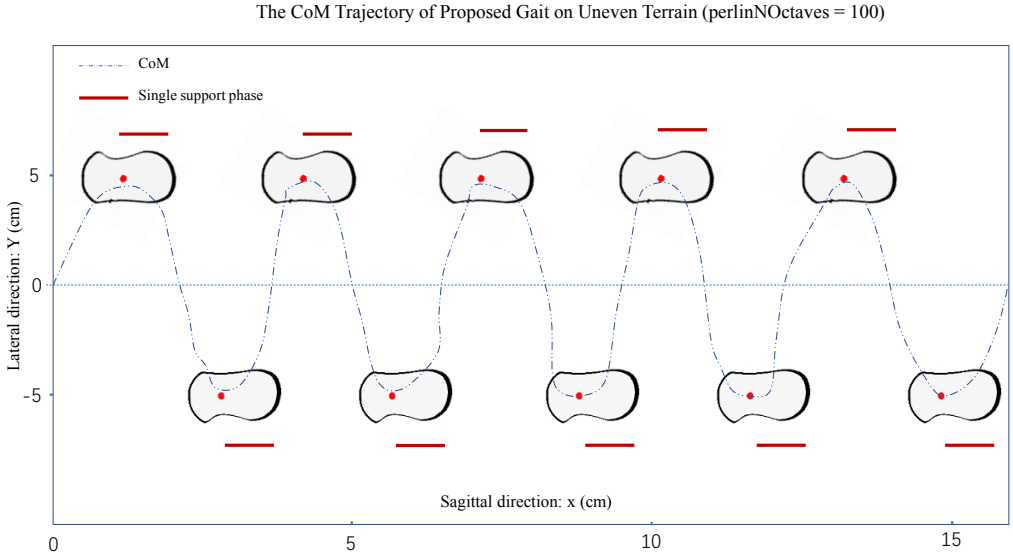 The CoM Trajectory of Proposed Gait on Uneven Terrain (perlinNOctaves = 100)
CoM
Single support phase
Lateral direction: Y (cm)
5
0
-5
Sagittal direction: x (cm)
0
5
10
15